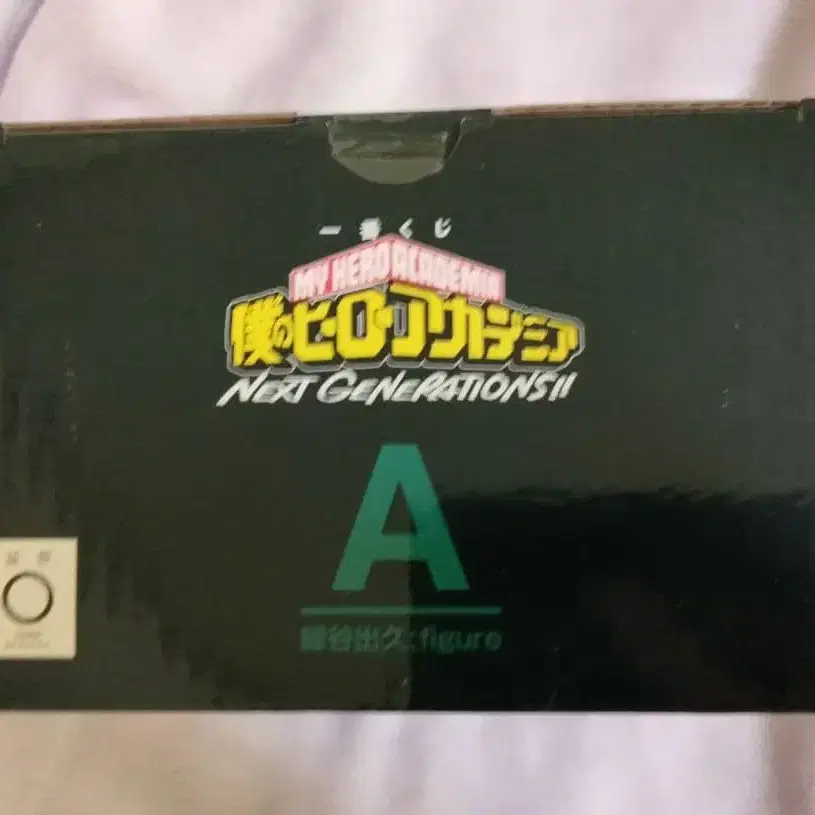 一番くじ
MY HERO ACADEMIA
僕のヒーローアカデミア
NEXT GENERATIONS!!
A
緑谷出久;figure